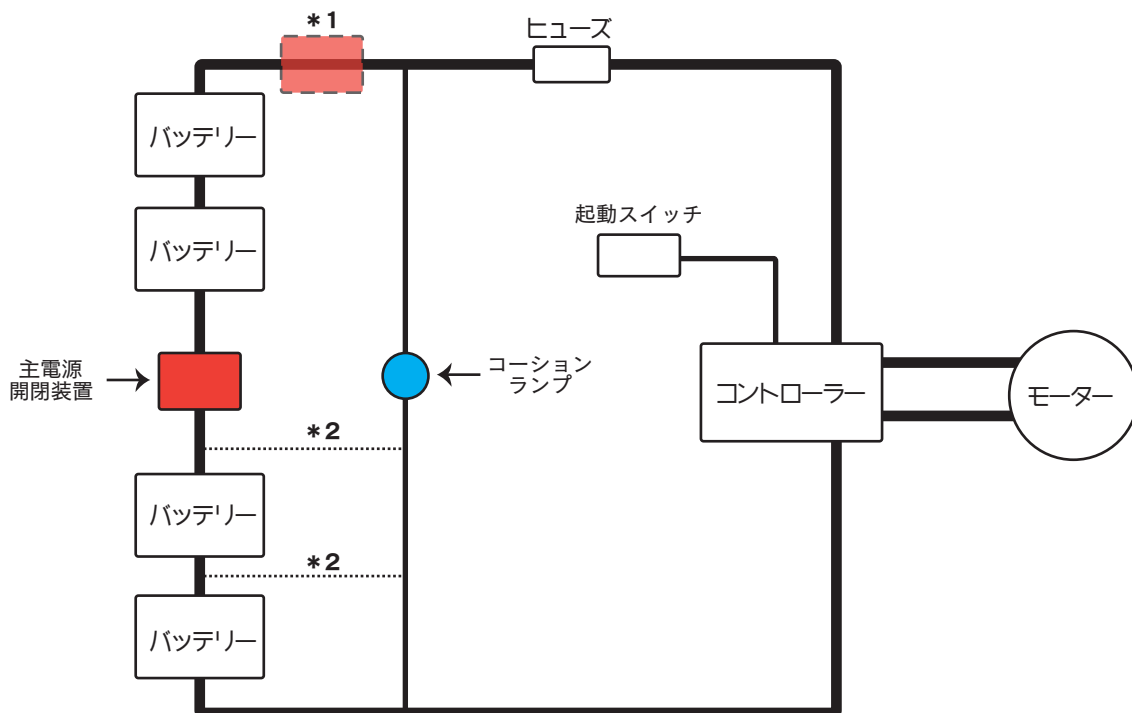 *1
ヒューズ
バッテリー
起動スイッチ
バッテリー
主電源
開閉装置
コーション
ランプ
コントローラー
モーター
*2
バッテリー
*2
バッテリー